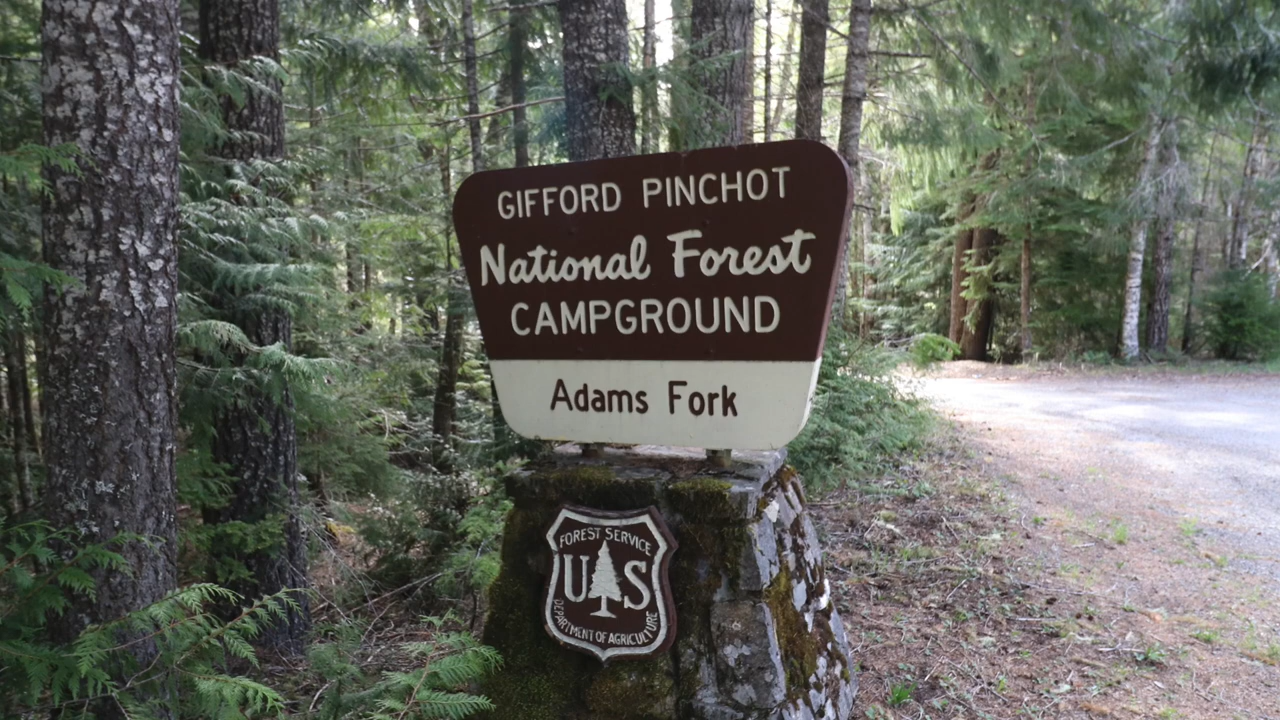 GIFFORD PINCHOT
National Forest
CAMPGROUND
Adams Fork
FOREST SERVICE
US
DEPARTMENT OF AGRICULTURE